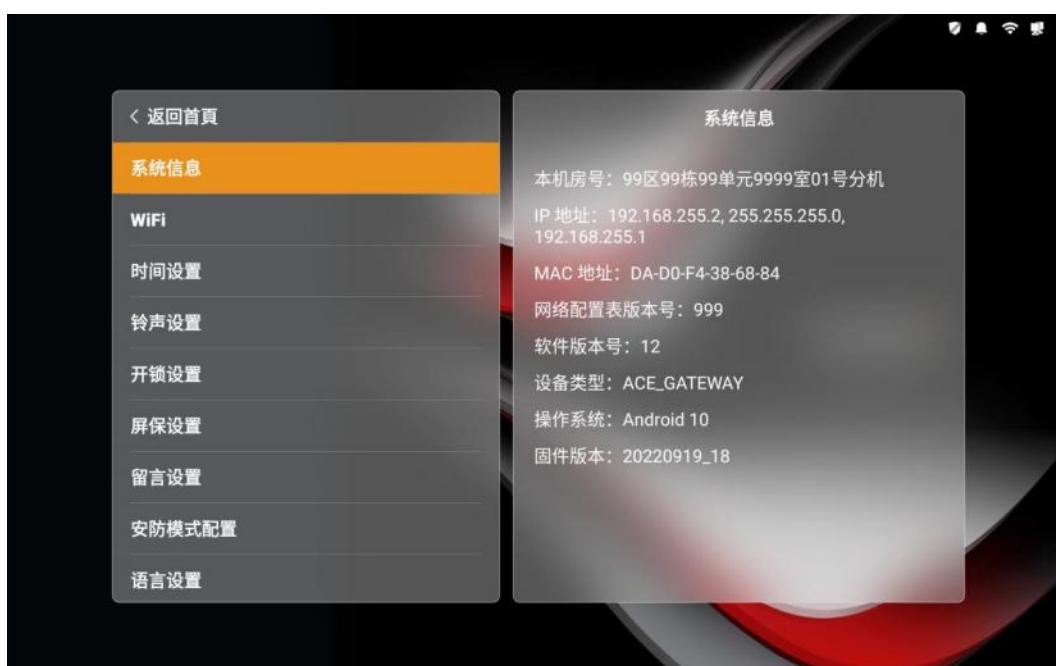 返回首頁
系统信息
WiFi
时间设置
铃声设置
开锁设置
屏保设置
留言设置
安防模式配置
语言设置
系统信息
本机房号：99区99栋99单元9999室01号分机
IP 地址：192.168.255.2, 255.255.255.0,
192.168.255.1
MAC 地址：DA-D0-F4-38-68-84
网络配置表版本号：999
软件版本号：12
设备类型：ACE_GATEWAY
操作系统：Android 10
固件版本：20220919_18